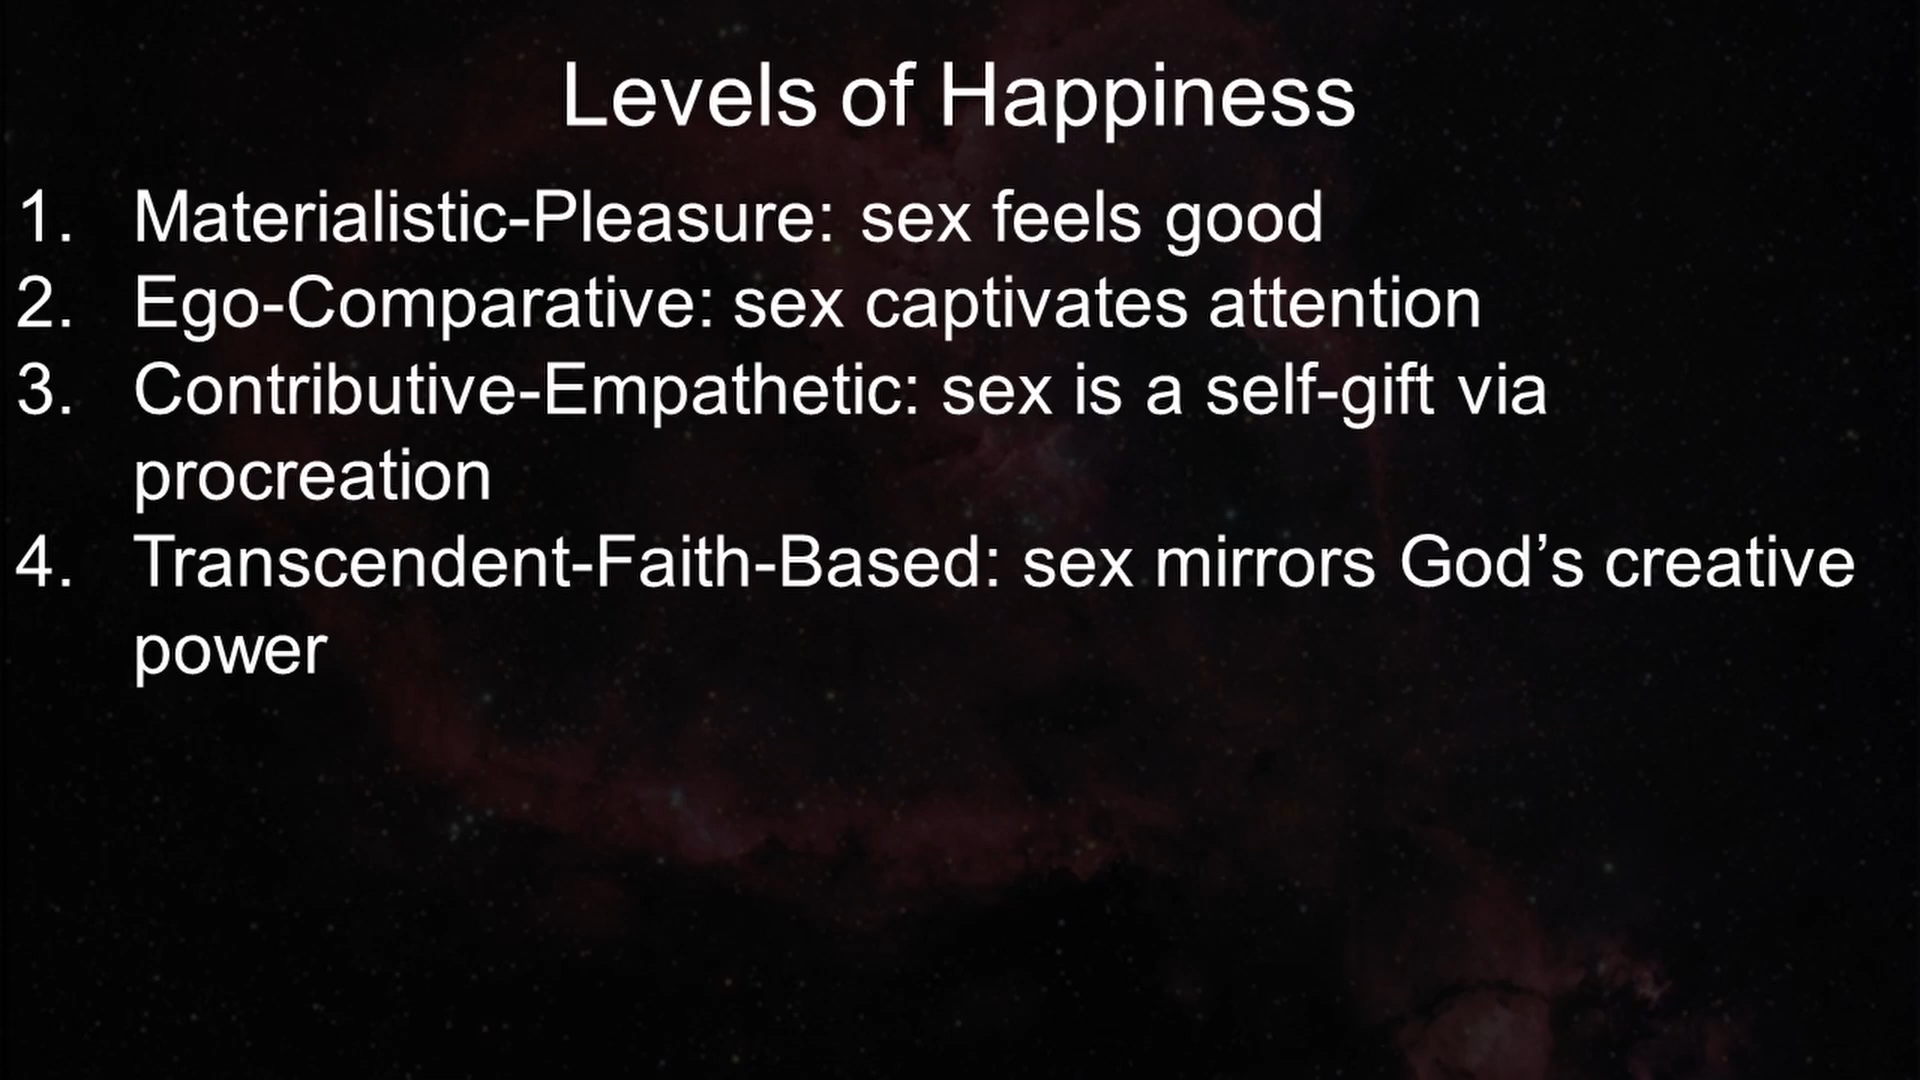 Levels of Happiness
1. Materialistic-Pleasure: sex feels good
2. Ego-Comparative: sex captivates attention
3. Contributive-Empathetic: sex is a self-gift via
procreation
4. Transcendent-Faith-Based: sex mirrors God’s creative
power